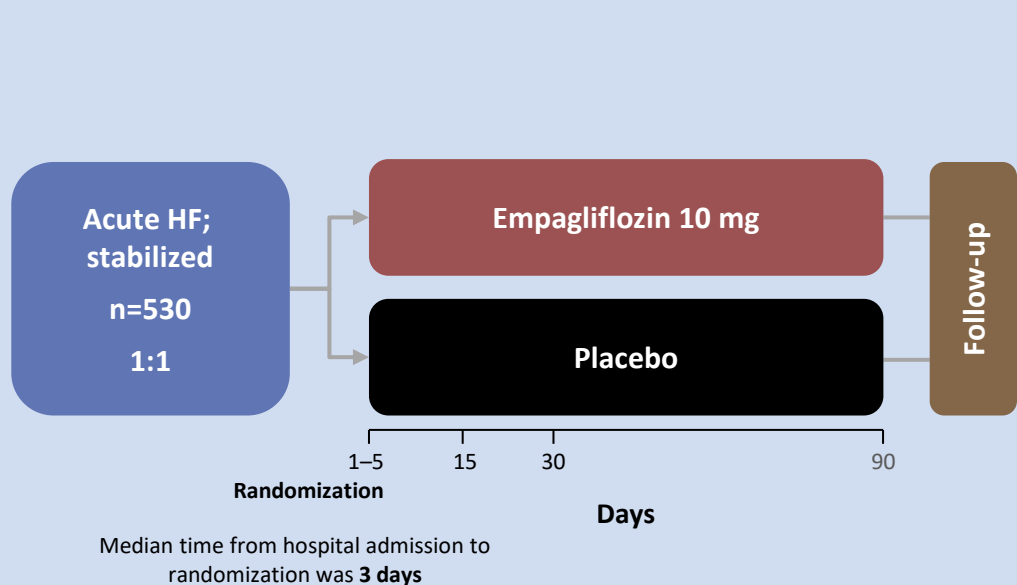 Acute HF;
stabilized
n=530
1:1
Empagliflozin 10 mg
Placebo
Follow-up
1–5
15
30
90
Randomization
Days
Median time from hospital admission to
randomization was 3 days